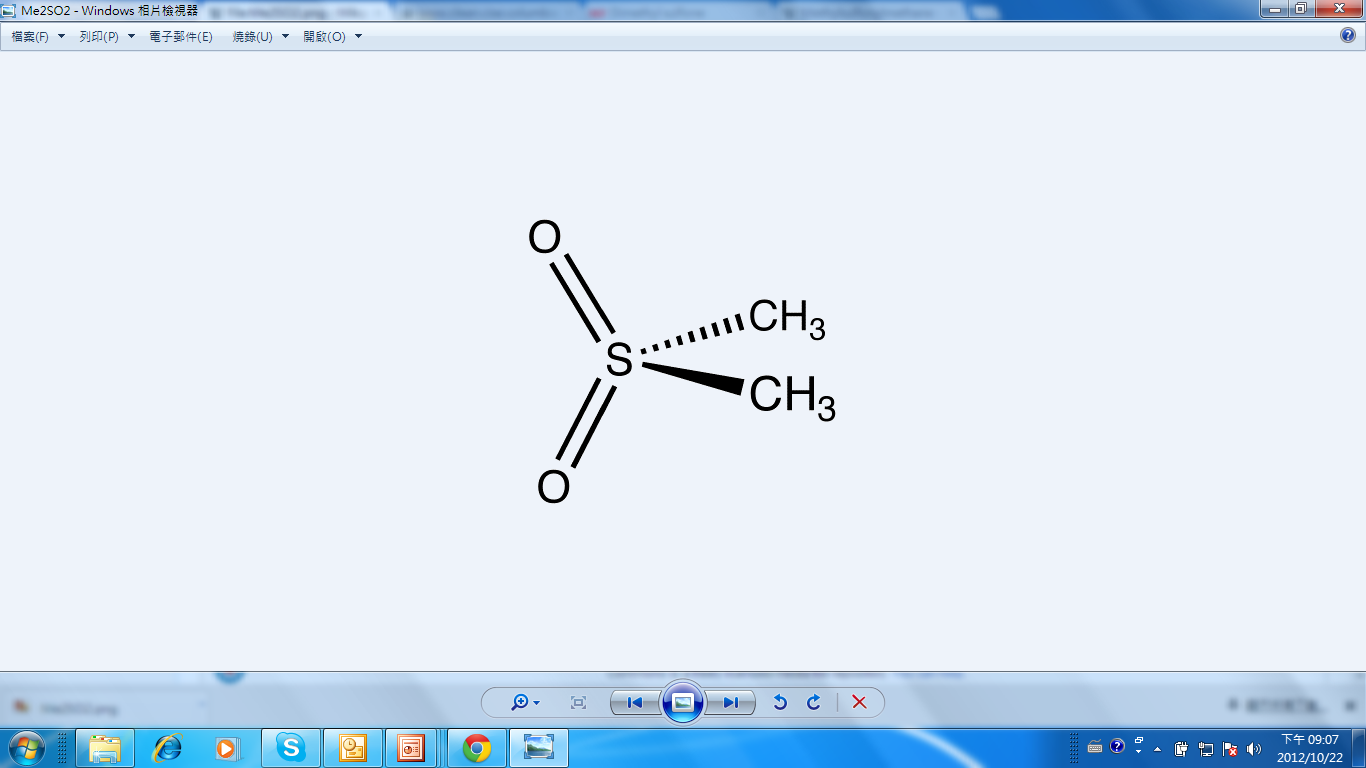 Me2SO2 - Windows 相片檢視器
檔案(F) 列印(P) 電子郵件(E) 燒錄(U) 開啟(O)
O
CH3
S
CH3
O
下午 09:07
2012/10/22